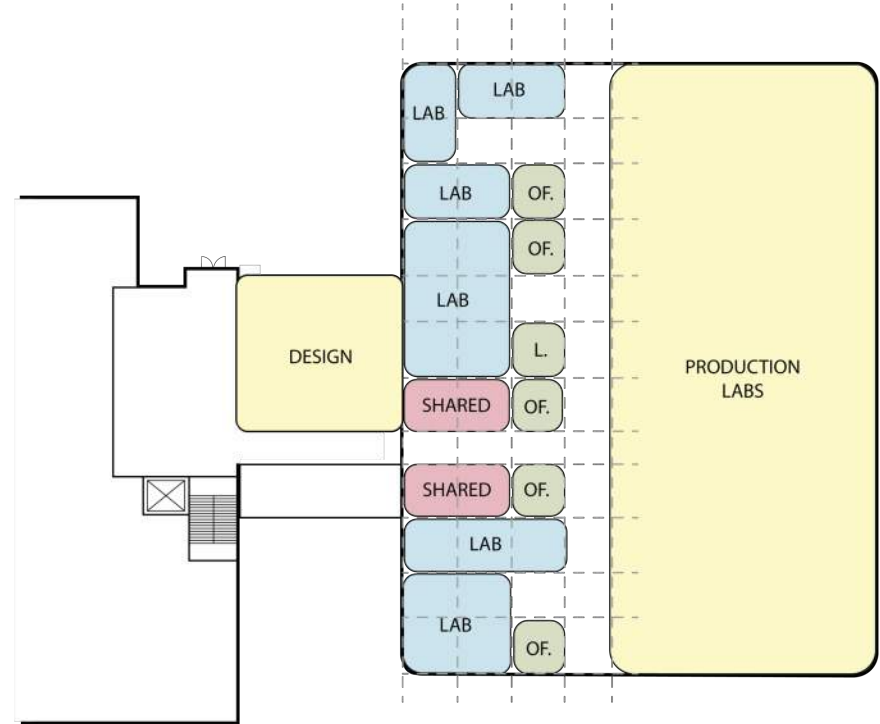 LAB
LAB
LAB
OF.
OF.
LAB
L.
DESIGN
PRODUCTION
LABS
SHARED
OF.
SHARED
OF.
LAB
LAB
OF.